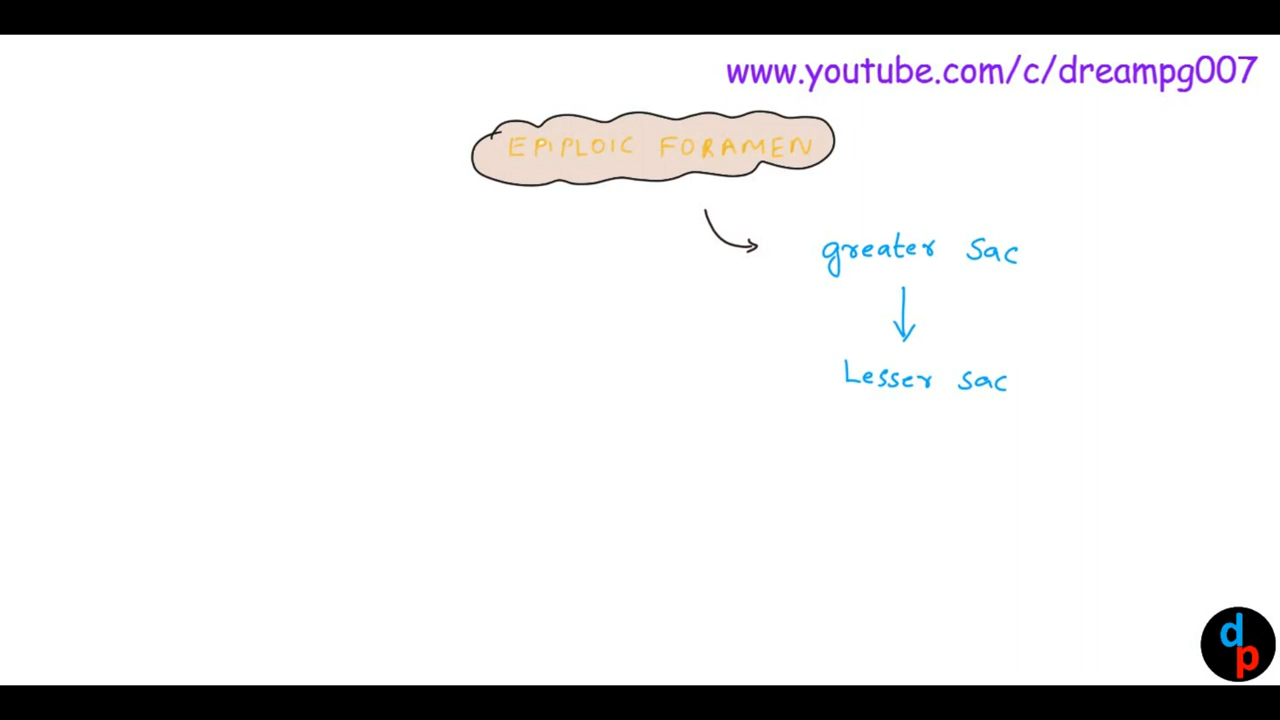 www.youtube.com/c/dreampg007
EPIPLOIC FORAMEN
greater sac
Lesser sac
dp